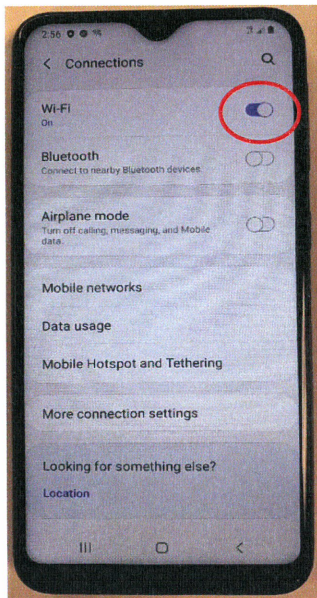 2:56
Connections
Wi-Fi
On
Bluetooth
Connect to nearby Bluetooth devices.
Airplane mode
Turn off calling, messaging, and Mobile
data.
Mobile networks
Data usage
Mobile Hotspot and Tethering
More connection settings
Looking for something else?
Location